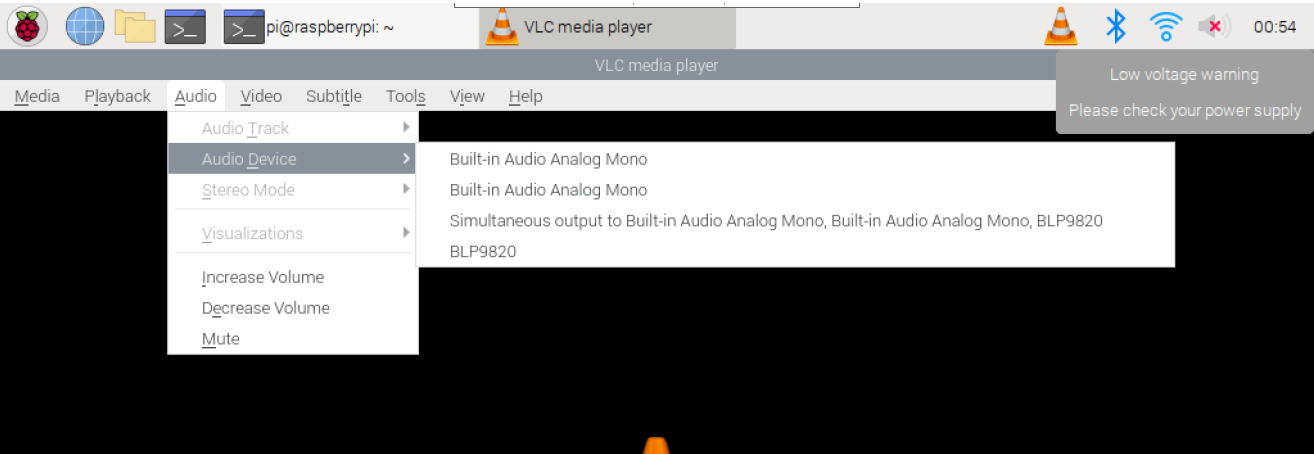 >_ >_ pi@raspberrypi: ~ VLC media player 00:54
VLC media player
Low voltage warning
Please check your power supply
Media Playback Audio Video Subtitle Tools View Help
Audio Track
Audio Device
Stereo Mode
Visualizations
Increase Volume
Decrease Volume
Mute
Built-in Audio Analog Mono
Built-in Audio Analog Mono
Simultaneous output to Built-in Audio Analog Mono, Built-in Audio Analog Mono, BLP9820
BLP9820